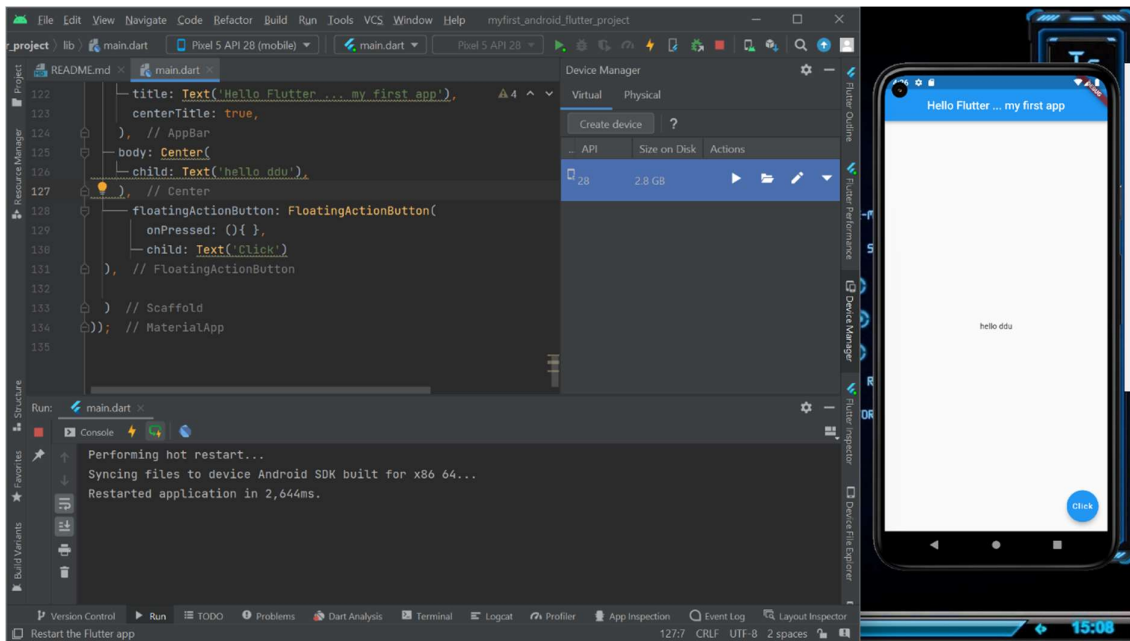 File Edit View Navigate Code Refactor Build Run Tools VCS Window Help myfirst_android_flutter_project
r_project lib main.dart Pixel 5 API 28 (mobile) main.dart Pixel 5 API 28
Project
Resource Manager
Structure
Favorites
Build Variants
README.md main.dart
122 title: Text('Hello Flutter ... my first app'), 4
123 centerTitle: true,
124 ), // AppBar
125 body: Center(
126 child: Text('hello ddu'),
127 ), // Center
128 floatingActionButton: FloatingActionButton(
129 onPressed: (){ },
130 child: Text('Click')
131 ), // FloatingActionButton
132
133 ) // Scaffold
134 )); // MaterialApp
135
Device Manager
Virtual Physical
Create device ?
... API Size on Disk Actions
28 2.8 GB
Flutter Outline
Flutter Performance
Device Manager
Flutter Inspector
Device File Explorer
Run: main.dart
Console
Performing hot restart...
Syncing files to device Android SDK built for x86 64...
Restarted application in 2,644ms.
Version Control Run TODO Problems Dart Analysis Terminal Logcat Profiler App Inspection Event Log Layout Inspector
Restart the Flutter app 127:7 CRLF UTF-8 2 spaces
Hello Flutter ... my first app
hello ddu
Click
15:08